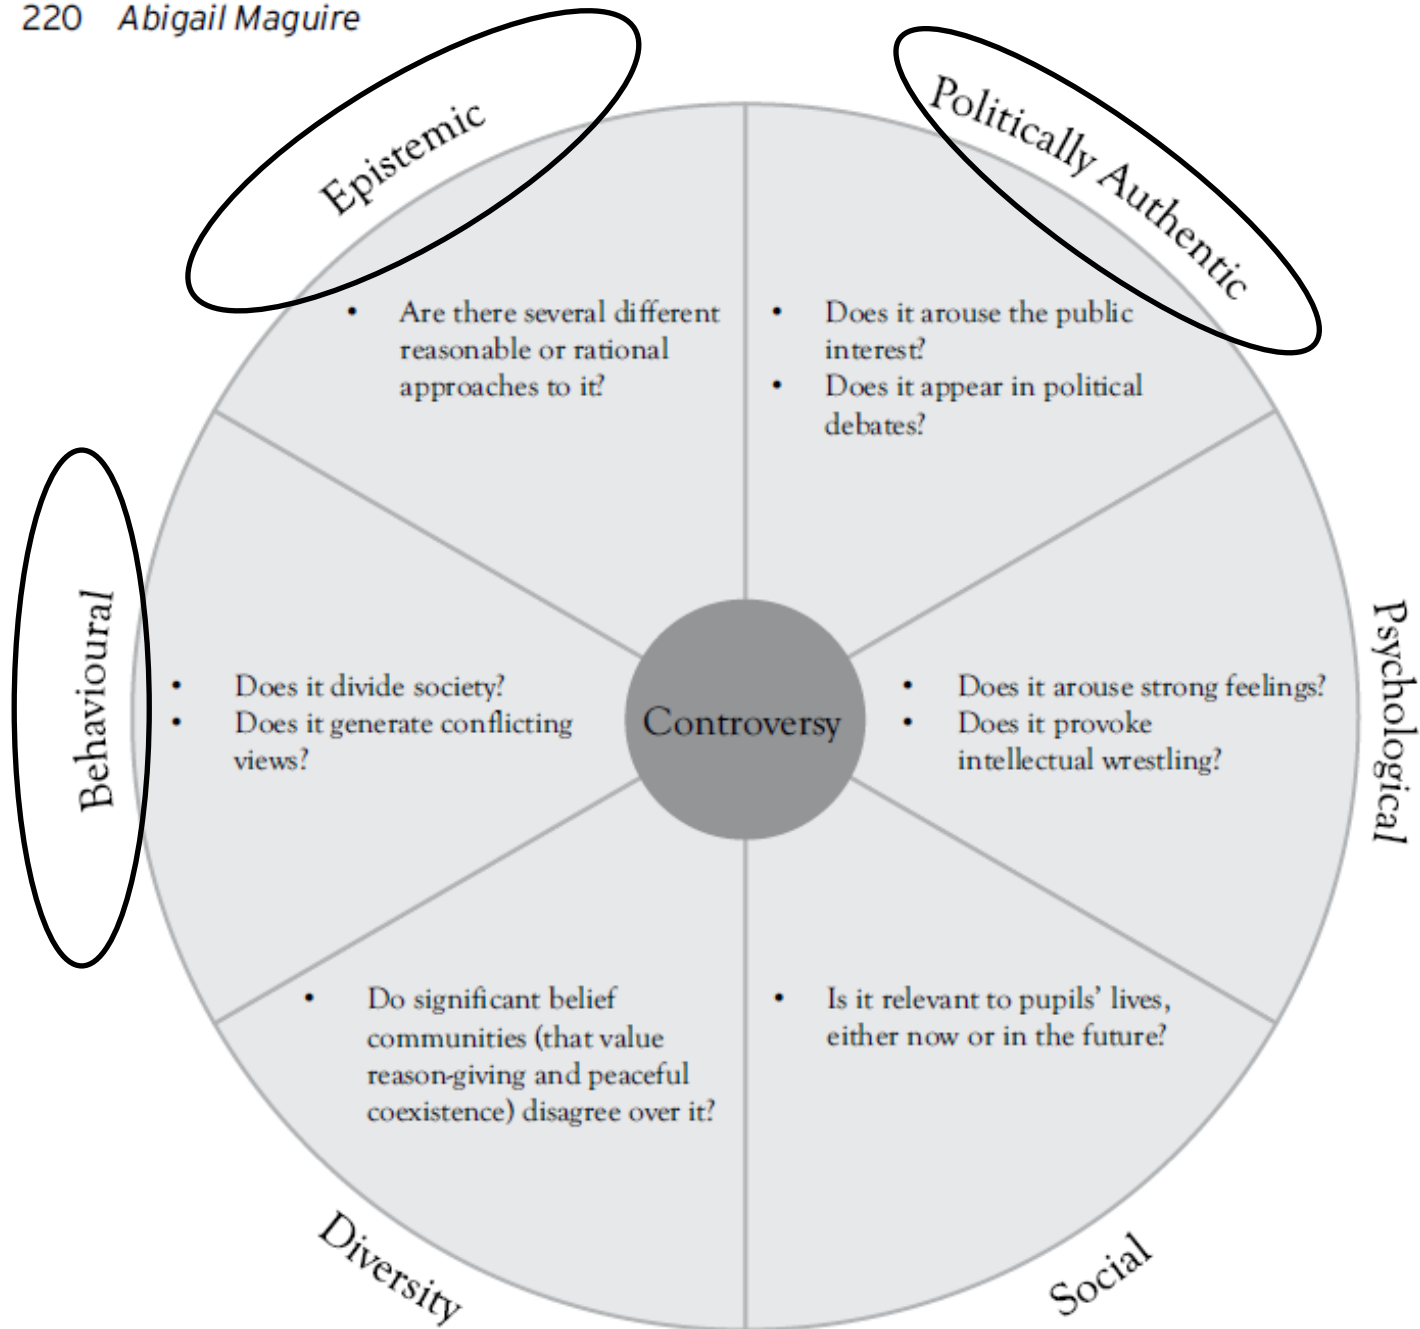 220 Abigail Maguire
Epistemic
Politically Authentic
• Are there several different
reasonable or rational
approaches to it?
• Does it arouse the public
interest?
• Does it appear in political
debates?
Behavioural
• Does it divide society?
• Does it generate conflicting
views?
Controversy
• Does it arouse strong feelings?
• Does it provoke
intellectual wrestling?
Psychological
• Do significant belief
communities (that value
reason-giving and peaceful
coexistence) disagree over it?
• Is it relevant to pupils’ lives,
either now or in the future?
Diversity
Social